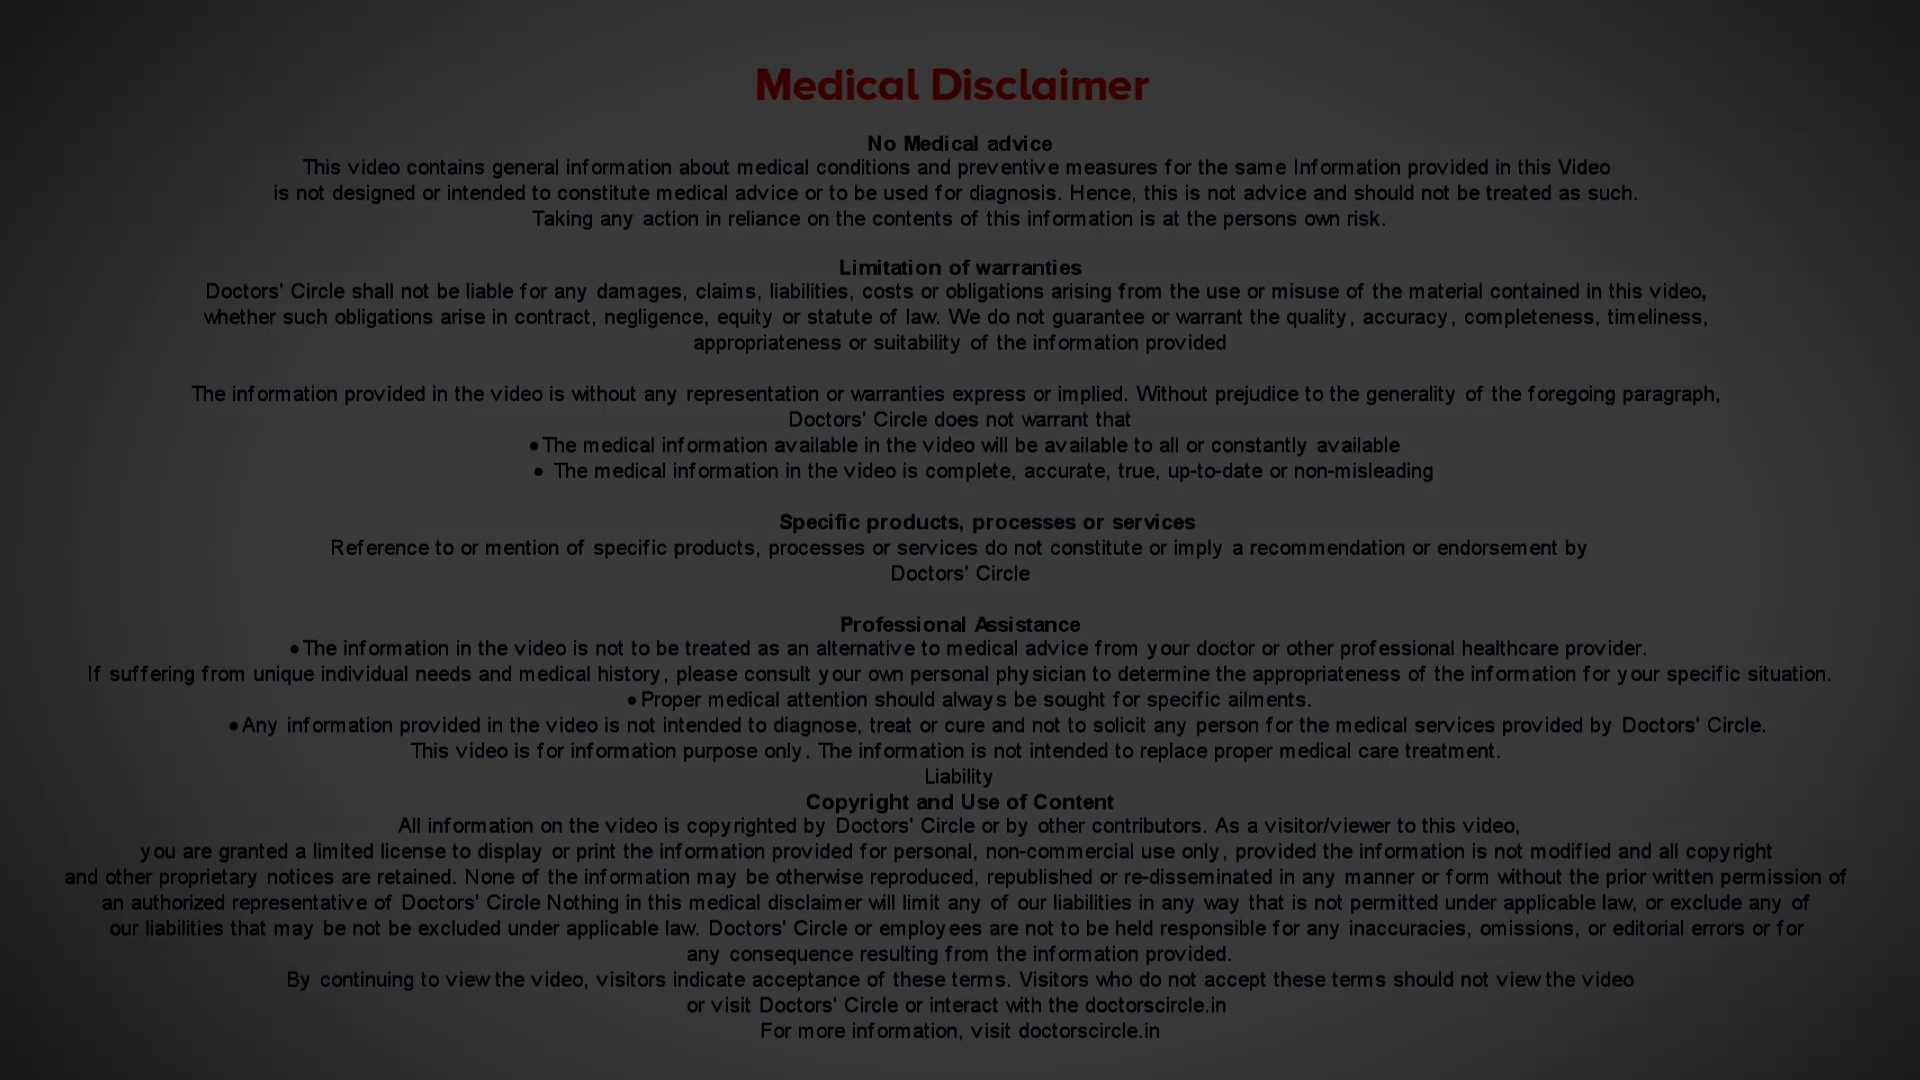 Medical Disclaimer
No Medical advice
This video contains general information about medical conditions and preventive measures for the same Information provided in this Video
is not designed or intended to constitute medical advice or to be used for diagnosis. Hence, this is not advice and should not be treated as such.
Taking any action in reliance on the contents of this information is at the persons own risk.
Limitation of warranties
Doctors' Circle shall not be liable for any damages, claims, liabilities, costs or obligations arising from the use or misuse of the material contained in this video,
whether such obligations arise in contract, negligence, equity or statute of law. We do not guarantee or warrant the quality, accuracy, completeness, timeliness,
appropriateness or suitability of the information provided
The information provided in the video is without any representation or warranties express or implied. Without prejudice to the generality of the foregoing paragraph,
Doctors' Circle does not warrant that
•The medical information available in the video will be available to all or constantly available
• The medical information in the video is complete, accurate, true, up-to-date or non-misleading
Specific products, processes or services
Reference to or mention of specific products, processes or services do not constitute or imply a recommendation or endorsement by
Doctors' Circle
Professional Assistance
•The information in the video is not to be treated as an alternative to medical advice from your doctor or other professional healthcare provider.
If suffering from unique individual needs and medical history, please consult your own personal physician to determine the appropriateness of the information for your specific situation.
•Proper medical attention should always be sought for specific ailments.
•Any information provided in the video is not intended to diagnose, treat or cure and not to solicit any person for the medical services provided by Doctors' Circle.
This video is for information purpose only. The information is not intended to replace proper medical care treatment.
Liability
Copyright and Use of Content
All information on the video is copyrighted by Doctors' Circle or by other contributors. As a visitor/viewer to this video,
you are granted a limited license to display or print the information provided for personal, non-commercial use only, provided the information is not modified and all copyright
and other proprietary notices are retained. None of the information may be otherwise reproduced, republished or re-disseminated in any manner or form without the prior written permission of
an authorized representative of Doctors' Circle Nothing in this medical disclaimer will limit any of our liabilities in any way that is not permitted under applicable law, or exclude any of
our liabilities that may be not be excluded under applicable law. Doctors' Circle or employees are not to be held responsible for any inaccuracies, omissions, or editorial errors or for
any consequence resulting from the information provided.
By continuing to view the video, visitors indicate acceptance of these terms. Visitors who do not accept these terms should not view the video
or visit Doctors' Circle or interact with the doctorscircle.in
For more information, visit doctorscircle.in